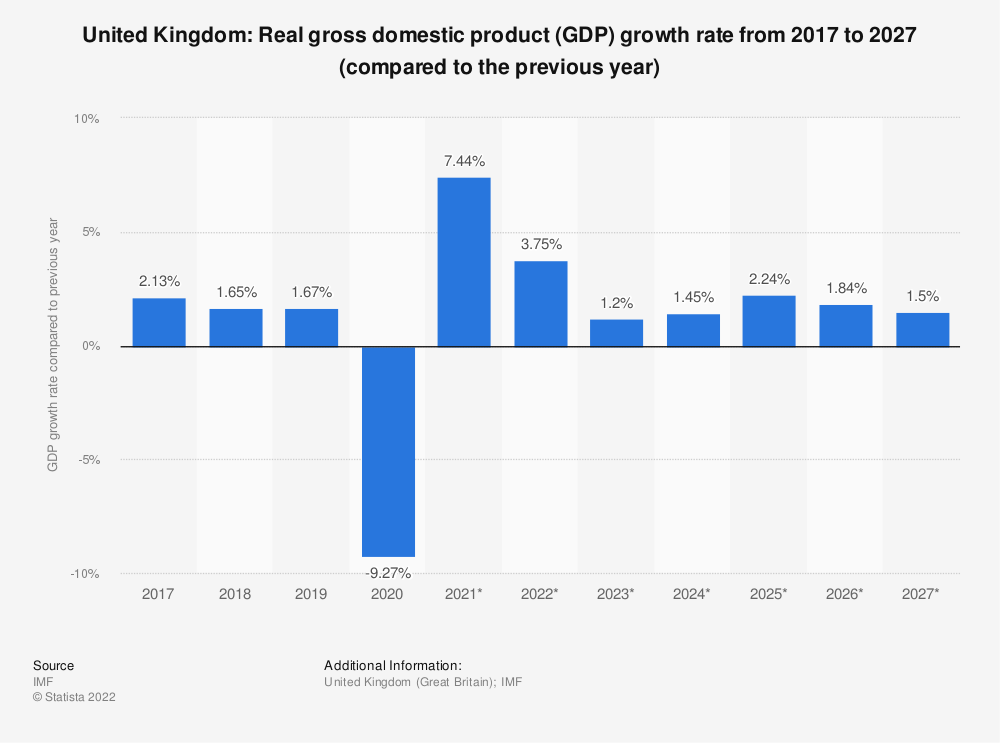 United Kingdom: Real gross domestic product (GDP) growth rate from 2017 to 2027
(compared to the previous year)
GDP growth rate compared to previous year
10%
5%
0%
-5%
-10%
2.13%
1.65%
1.67%
-9.27%
7.44%
3.75%
1.2%
1.45%
2.24%
1.84%
1.5%
2017 2018 2019 2020 2021* 2022* 2023* 2024* 2025* 2026* 2027*
Source
IMF
© Statista 2022
Additional Information:
United Kingdom (Great Britain); IMF